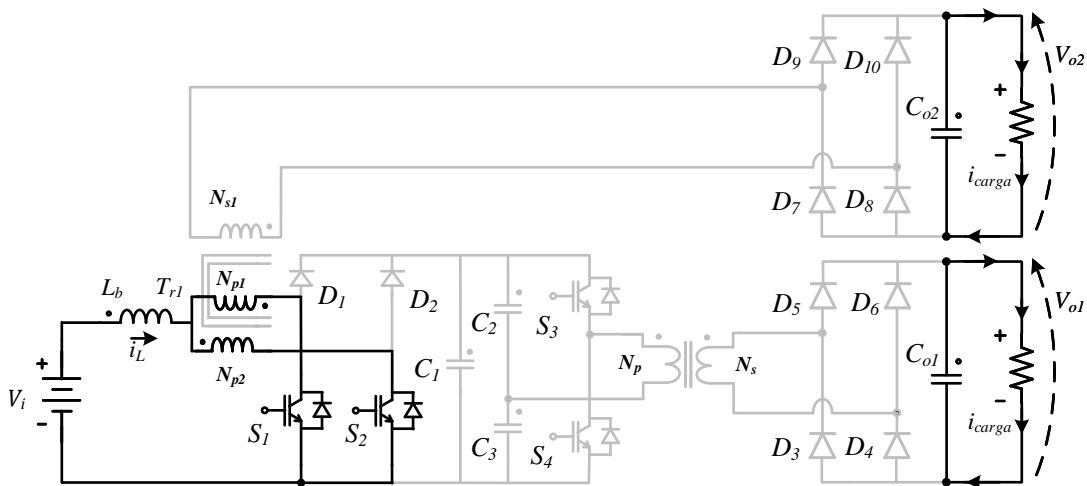 D9
D10
Co2
+
-
icarga
Vo2
Ns1
D7
D8
Lb
Tr1
Np1
D1
D2
iL
Np2
C1
C2
S3
Np
Ns
D5
D6
Co1
+
-
icarga
Vo1
+
Vi
-
S1
S2
C3
S4
D3
D4